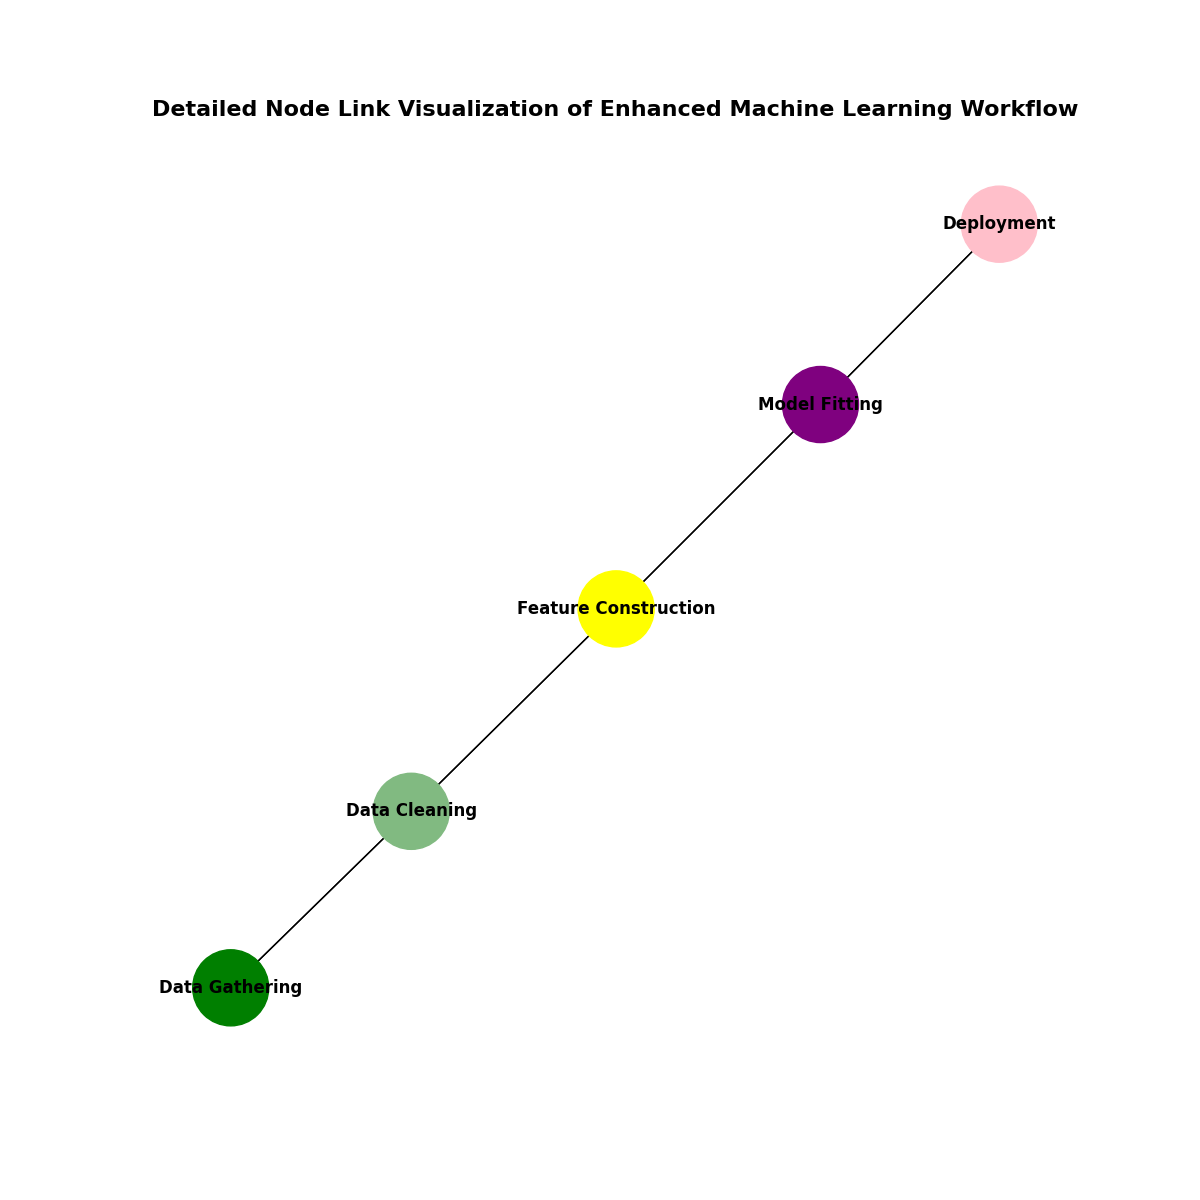 Detailed Node Link Visualization of Enhanced Machine Learning Workflow
Deployment
Model Fitting
Feature Construction
Data Cleaning
Data Gathering